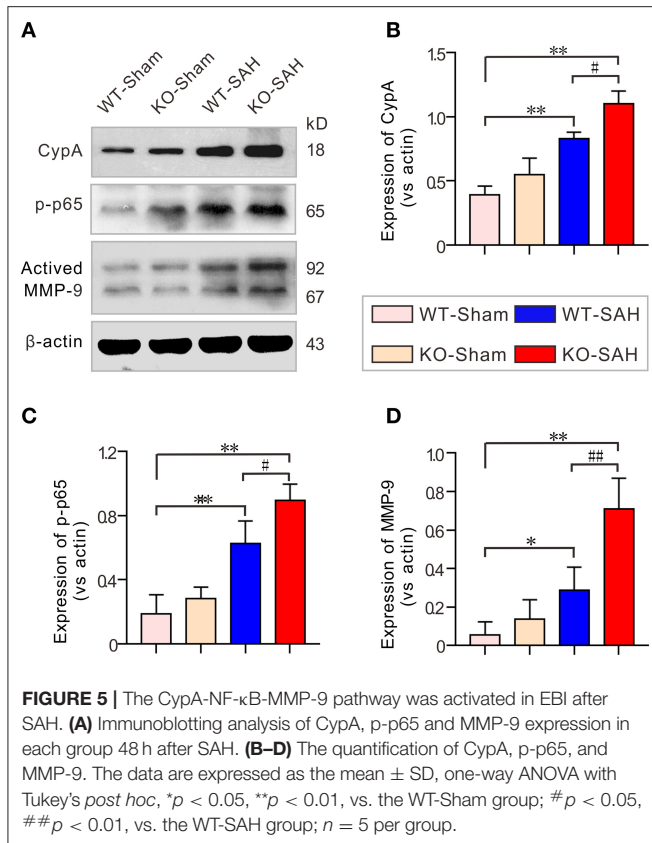 A
WT-Sham KO-Sham WT-SAH KO-SAH
kD
CypA 18
p-p65 65
Actived 92
MMP-9 67
β-actin 43
B
Expression of CypA
(vs actin)
1.5
1.0
0.5
0
**
**
#
WT-Sham WT-SAH
KO-Sham KO-SAH
C
Expression of p-p65
(vs actin)
1.2
0.8
0.4
0
**
**
#
D
Expression of MMP-9
(vs actin)
1.0
0.8
0.6
0.4
0.2
0
**
*
##
FIGURE 5 | The CypA-NF-κB-MMP-9 pathway was activated in EBI after
SAH. (A) Immunoblotting analysis of CypA, p-p65 and MMP-9 expression in
each group 48 h after SAH. (B–D) The quantification of CypA, p-p65, and
MMP-9. The data are expressed as the mean ± SD, one-way ANOVA with
Tukey's post hoc, *p < 0.05, **p < 0.01, vs. the WT-Sham group; #p < 0.05,
##p < 0.01, vs. the WT-SAH group; n = 5 per group.